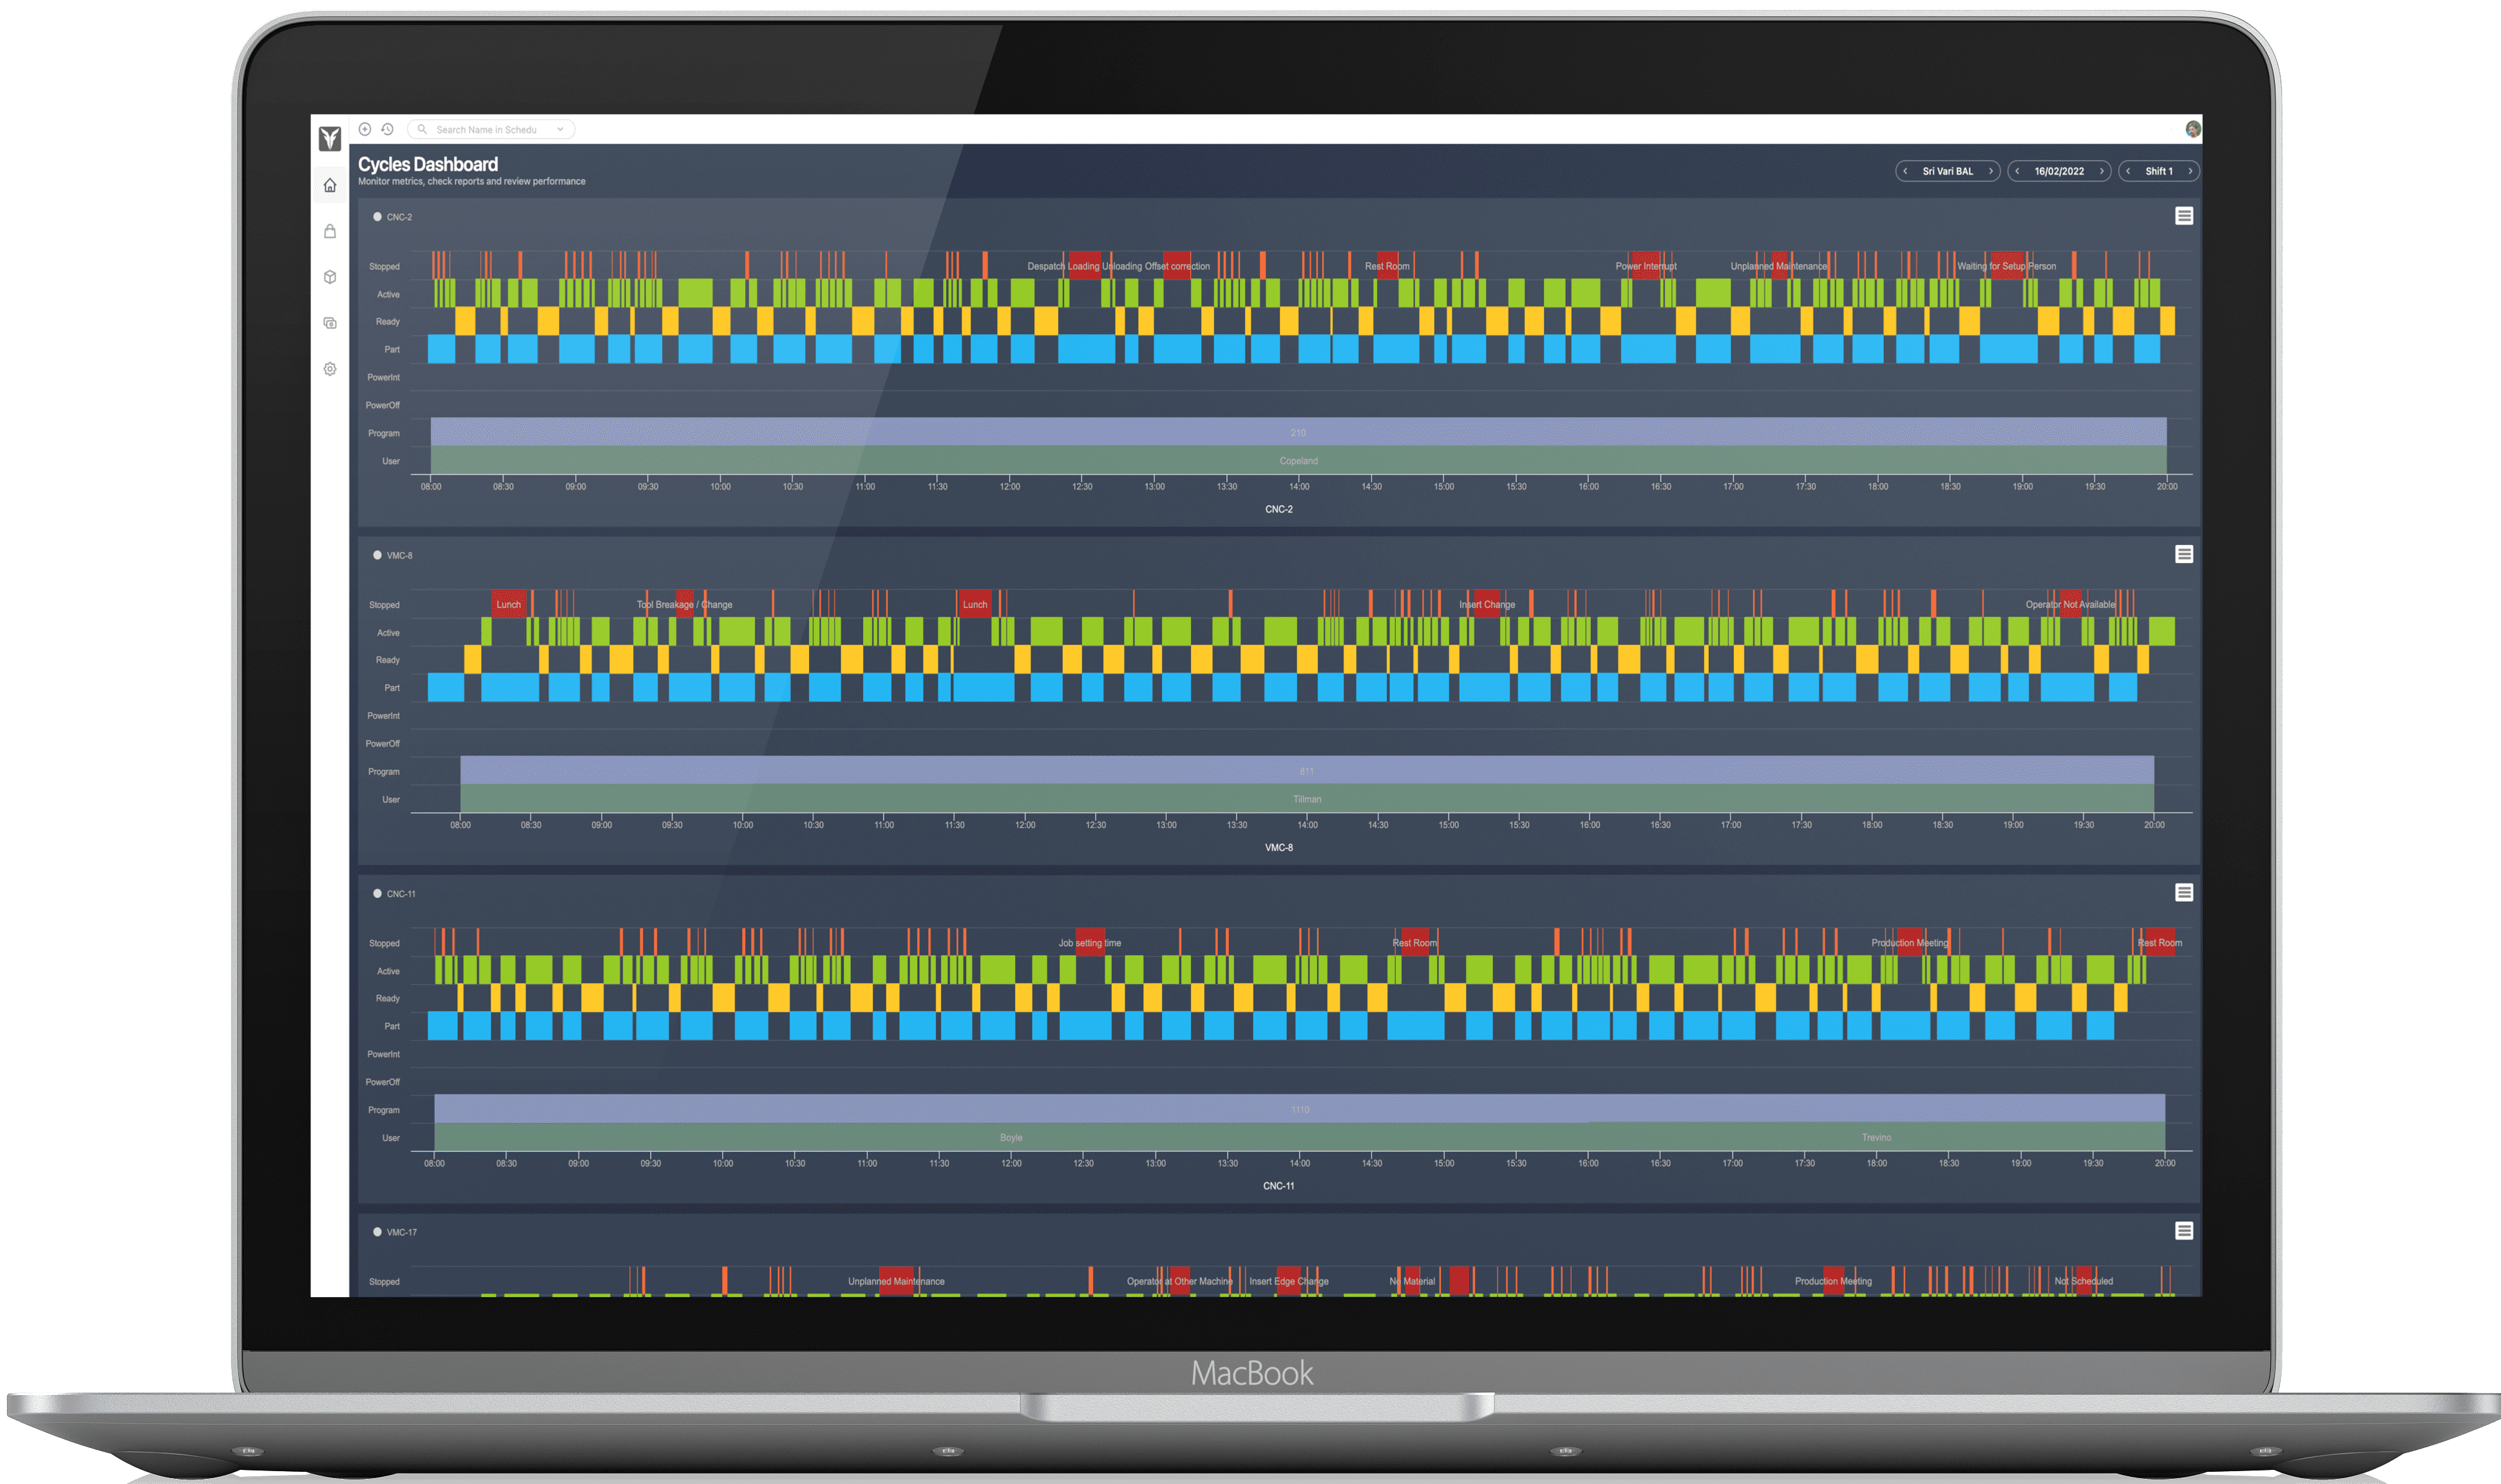 Search Name in Schedu
Cycles Dashboard
Monitor metrics, check reports and review performance
Sri Vari BAL
16/02/2022
Shift 1
CNC-2
Stopped
Despatch Loading Unloading Offset correction
Rest Room
Power Interrupt
Unplanned Maintenance
Waiting for Setup Person
Active
Ready
Part
PowerInt
PowerOff
Program
210
User
Copeland
08:00 08:30 09:00 09:30 10:00 10:30 11:00 11:30 12:00 12:30 13:00 13:30 14:00 14:30 15:00 15:30 16:00 16:30 17:00 17:30 18:00 18:30 19:00 19:30 20:00
CNC-2
VMC-8
Stopped
Lunch
Tool Breakage / Change
Lunch
Insert Change
Operator Not Available
Active
Ready
Part
PowerInt
PowerOff
Program
811
User
Tillman
08:00 08:30 09:00 09:30 10:00 10:30 11:00 11:30 12:00 12:30 13:00 13:30 14:00 14:30 15:00 15:30 16:00 16:30 17:00 17:30 18:00 18:30 19:00 19:30 20:00
VMC-8
CNC-11
Stopped
Job setting time
Rest Room
Production Meeting
Rest Room
Active
Ready
Part
PowerInt
PowerOff
Program
1110
User
Boyle
Trevino
08:00 08:30 09:00 09:30 10:00 10:30 11:00 11:30 12:00 12:30 13:00 13:30 14:00 14:30 15:00 15:30 16:00 16:30 17:00 17:30 18:00 18:30 19:00 19:30 20:00
CNC-11
VMC-17
Stopped
Unplanned Maintenance
Operator at Other Machine
Insert Edge Change
No Material
Production Meeting
Not Scheduled
MacBook